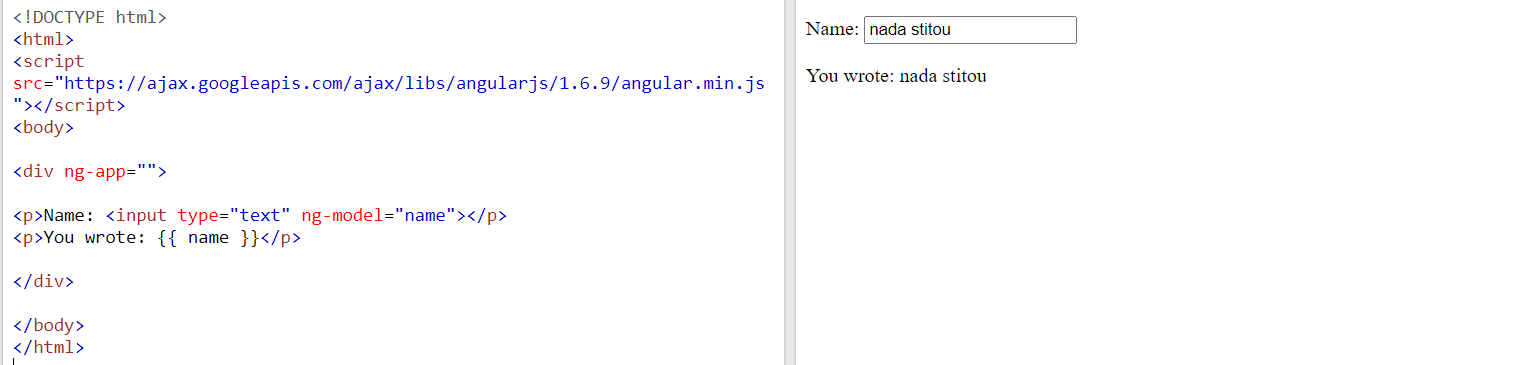 <!DOCTYPE html>
<html>
<script
src="https://ajax.googleapis.com/ajax/libs/angularjs/1.6.9/angular.min.js
"></script>
<body>
<div ng-app="">
<p>Name: <input type="text" ng-model="name"></p>
<p>You wrote: {{ name }}</p>
</div>
</body>
</html>
Name: nada stitou
You wrote: nada stitou